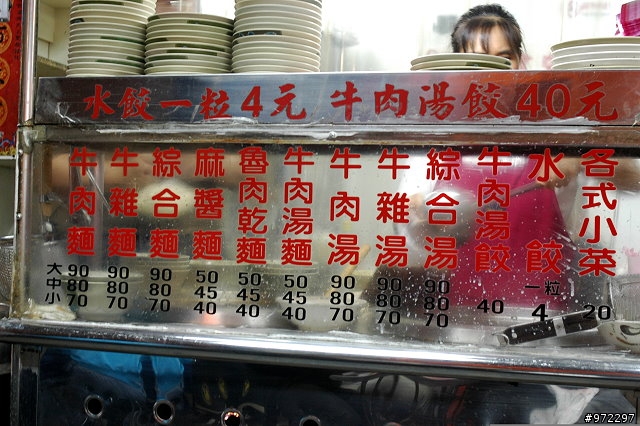 水餃一粒4元 牛肉湯餃40元
牛肉麵
牛雜麵
綜合麵
麻醬麵
魯肉乾麵
牛肉湯麵
牛肉湯
牛雜湯
綜合湯
牛肉湯餃
水餃
各式小菜
大 90 90 90 50 50 50 90 90 90
中 80 80 80 45 45 45 80 80 80 40 一粒 4 20
小 70 70 70 40 40 40 70 70 70
#972297